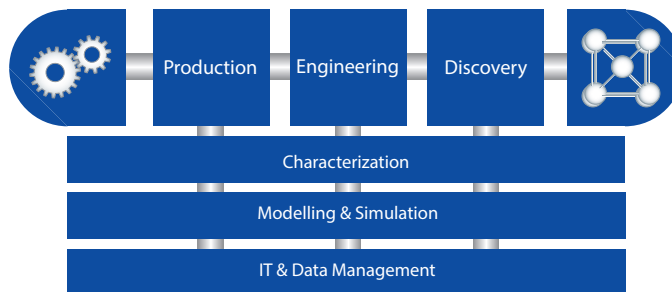 Production
Engineering
Discovery
Characterization
Modelling & Simulation
IT & Data Management